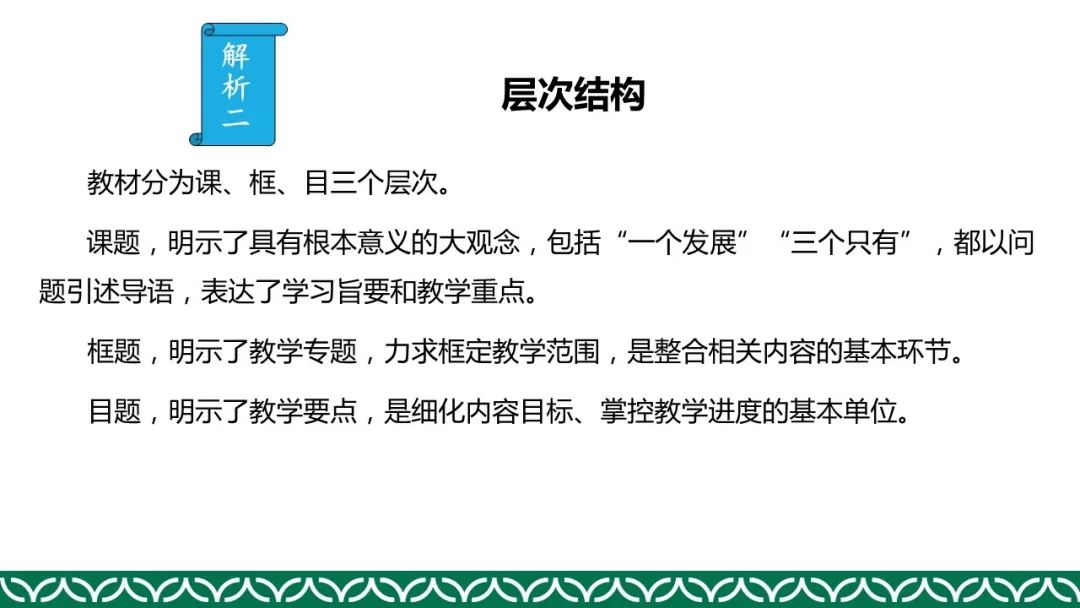 解析二
层次结构
教材分为课、框、目三个层次。
课题，明示了具有根本意义的大观念，包括“一个发展”“三个只有”，都以问
题引述导语，表达了学习旨要和教学重点。
框题，明示了教学专题，力求框定教学范围，是整合相关内容的基本环节。
目题，明示了教学要点，是细化内容目标、掌控教学进度的基本单位。